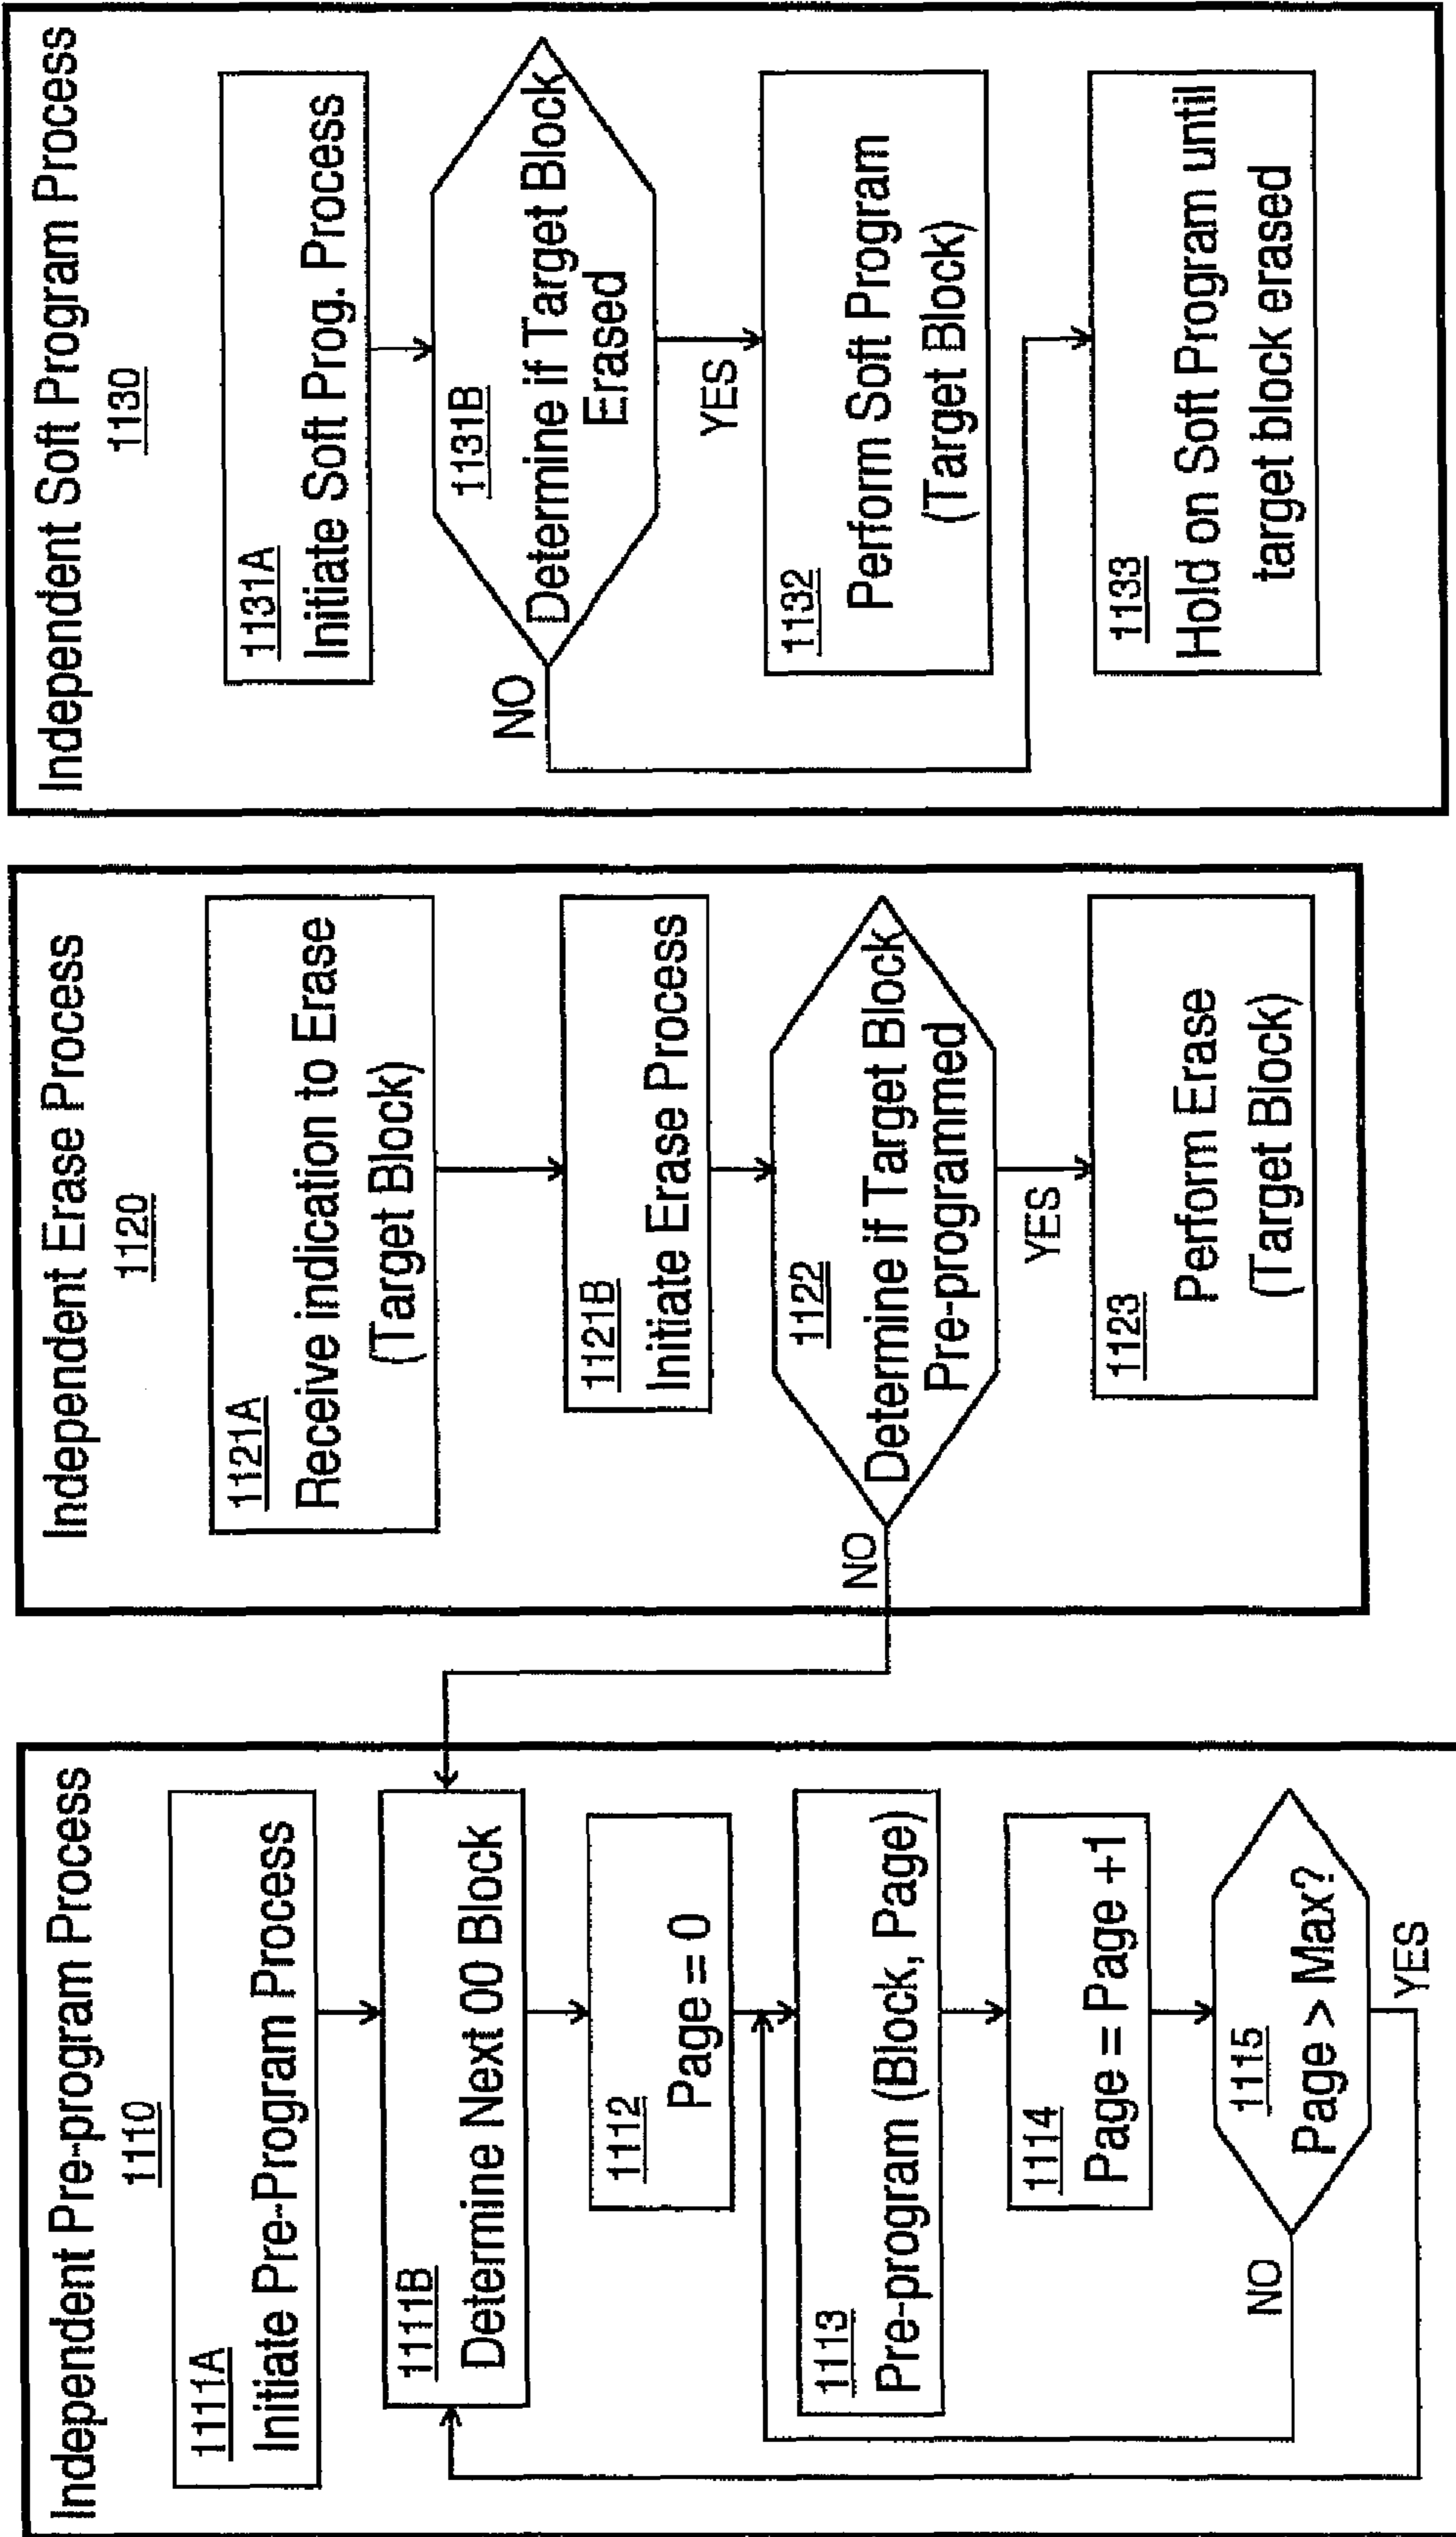 Independent Pre-program Process
1110
1111A
Initiate Pre-Program Process
1111B
Determine Next 00 Block
1112
Page = 0
1113
Pre-program (Block, Page)
1114
Page = Page +1
1115
Page > Max?
NO
YES
Independent Erase Process
1120
1121A
Receive indication to Erase
(Target Block)
1121B
Initiate Erase Process
1122
Determine if Target Block
Pre-programmed
NO
YES
1123
Perform Erase
(Target Block)
Independent Soft Program Process
1130
1131A
Initiate Soft Prog. Process
1131B
Determine if Target Block
Erased
NO
YES
1132
Perform Soft Program
(Target Block)
1133
Hold on Soft Program until
target block erased